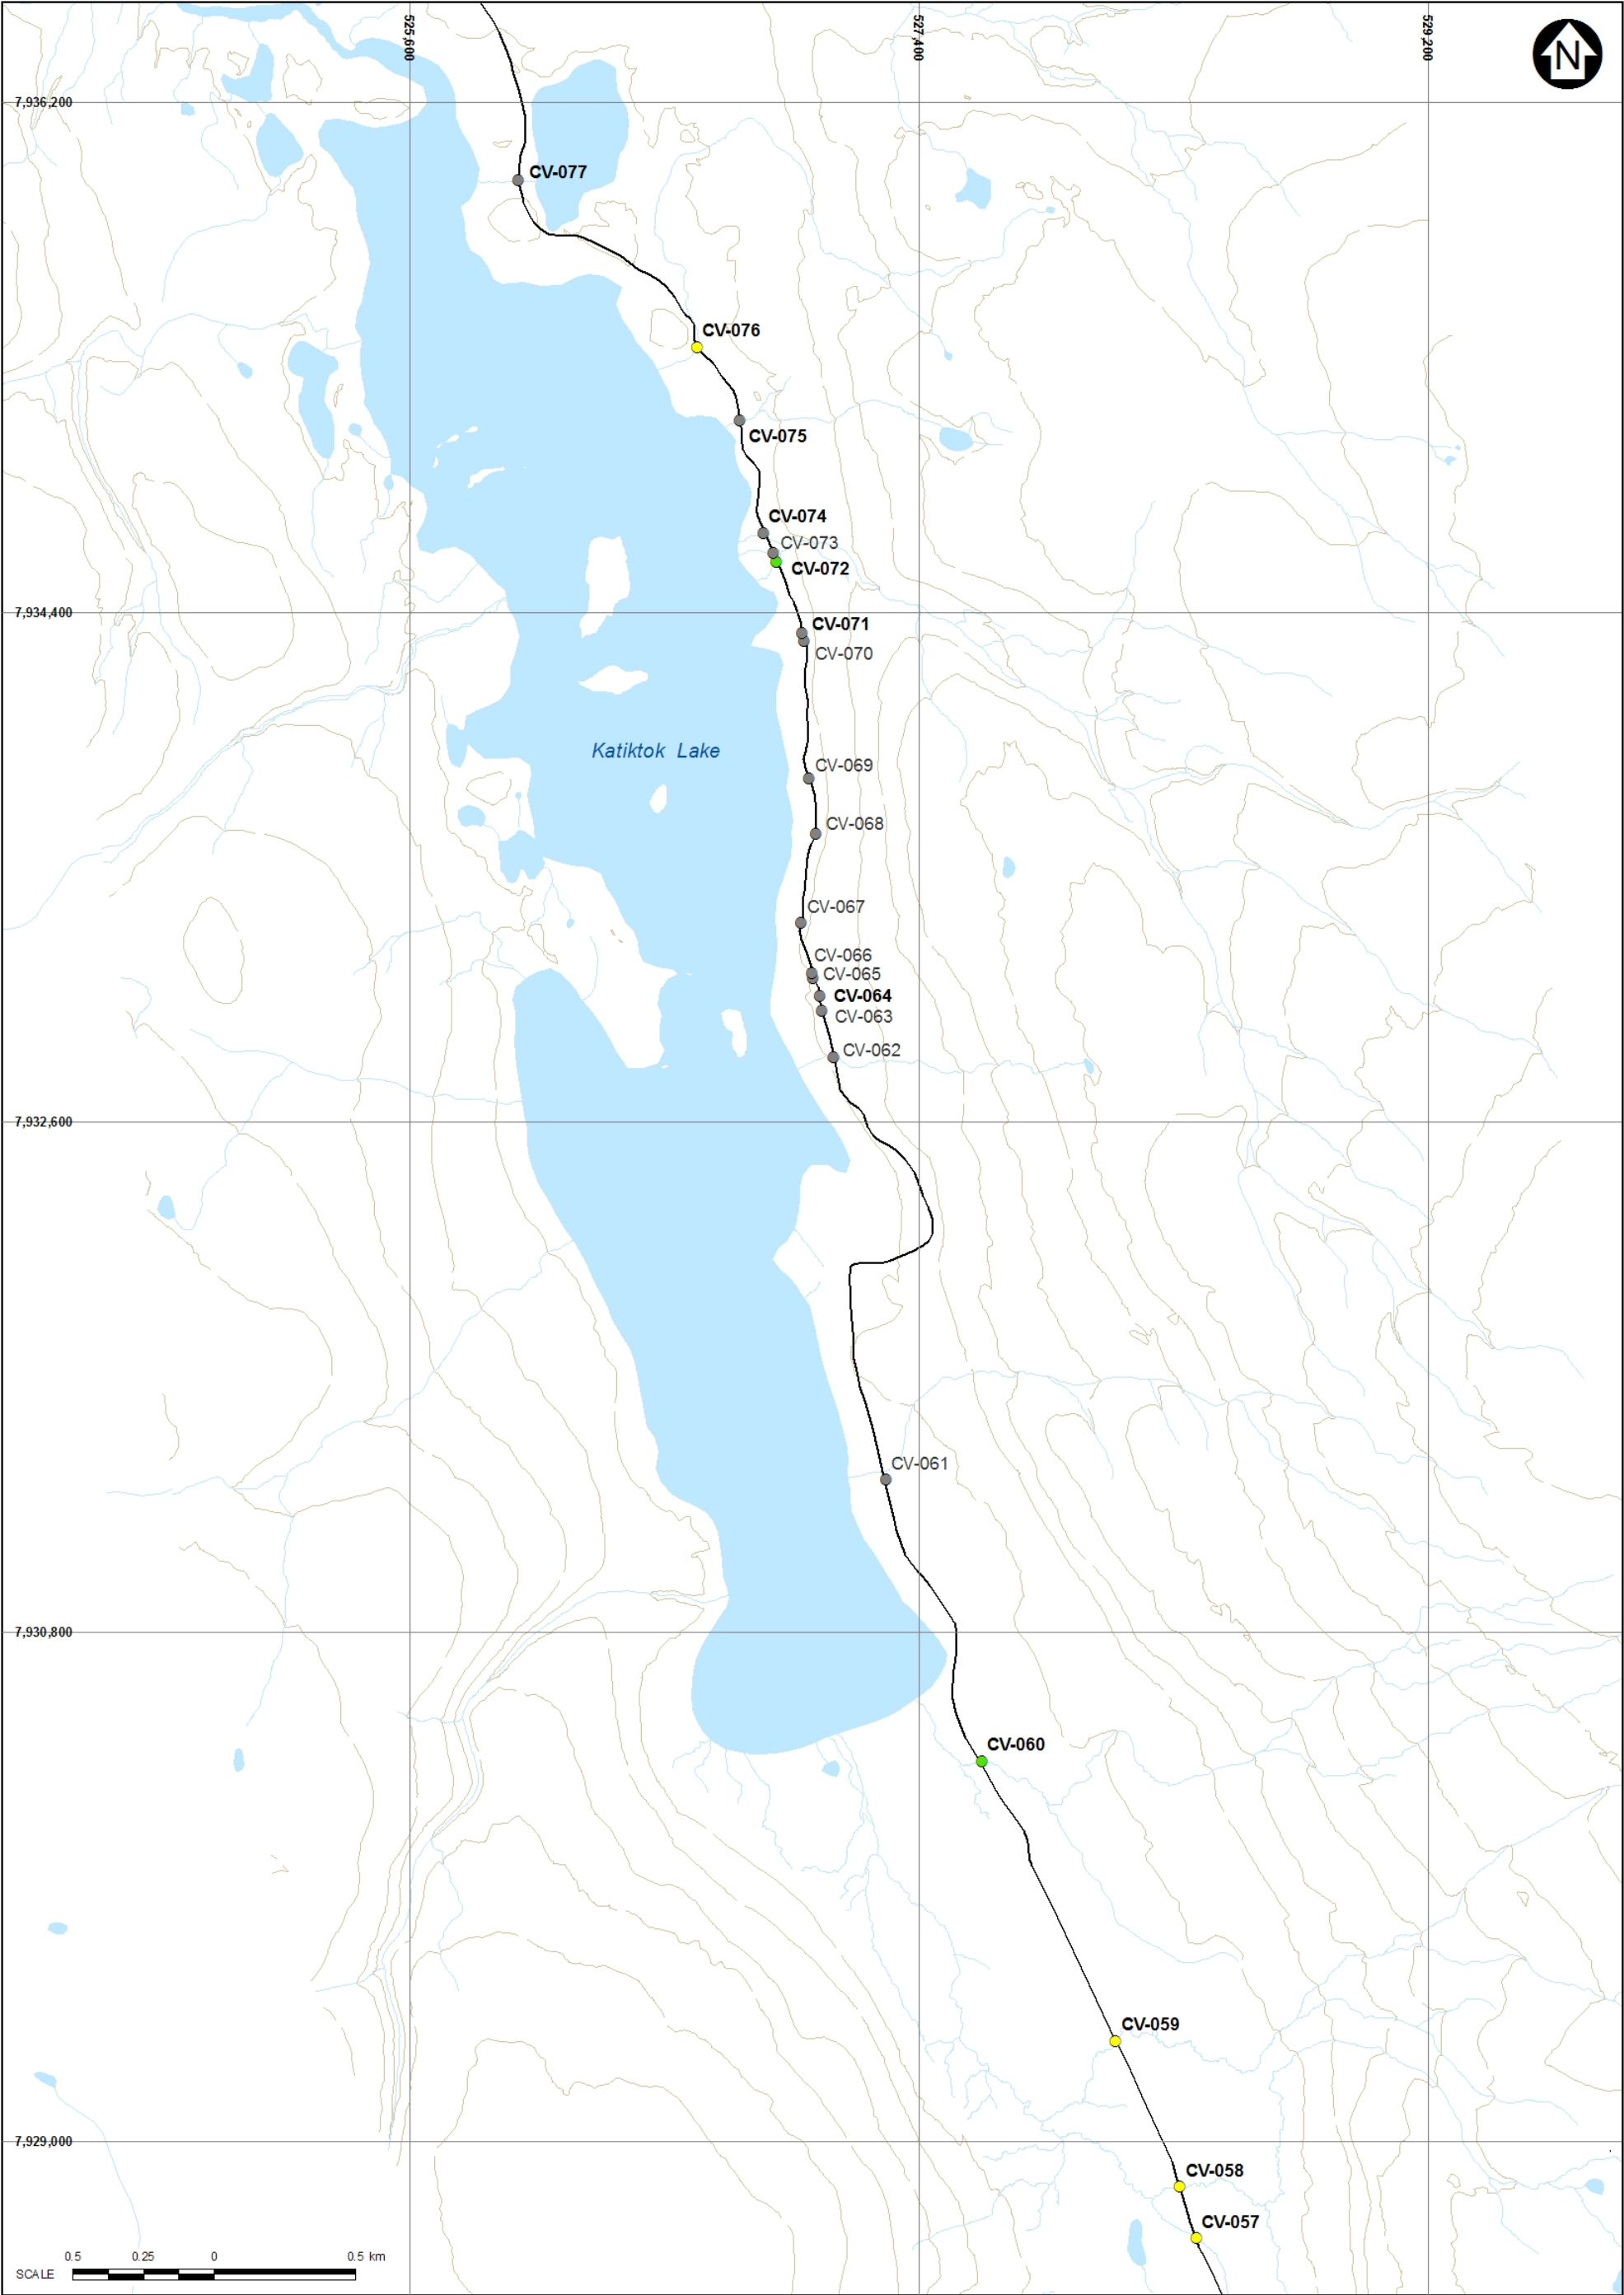 525,600
527,400
529,200
N
7,936,200
CV-077
CV-076
CV-075
CV-074
CV-073
CV-072
7,934,400
CV-071
CV-070
Katiktok Lake
CV-069
CV-068
CV-067
CV-066
CV-065
CV-064
CV-063
CV-062
7,932,600
CV-061
7,930,800
CV-060
CV-059
7,929,000
CV-058
CV-057
0.5 0.25 0 0.5 km
SCALE